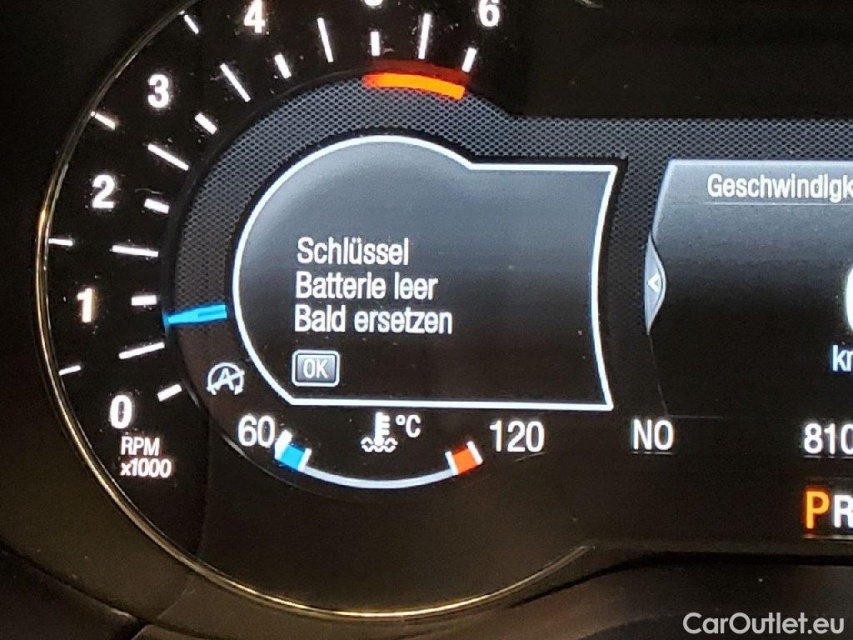 4
6
3
2
1
0
RPM
x1000
Schlüssel
Batterie leer
Bald ersetzen
OK
A
60
°C
120
NO
810
P
CarOutlet.eu